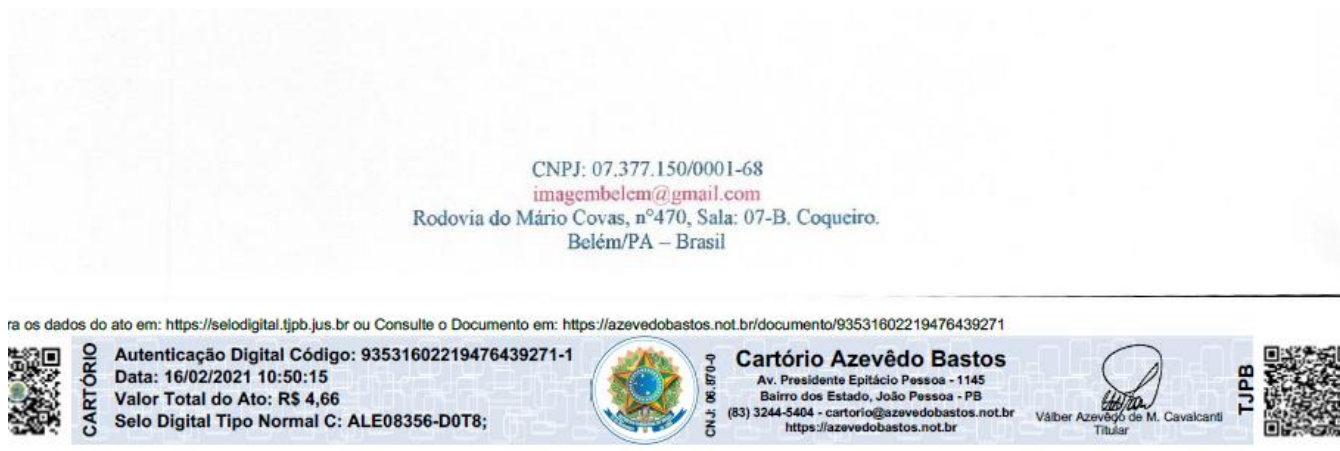 CNPJ: 07.377.150/0001-68
imagembelem@gmail.com
Rodovia do Mário Covas, nº470, Sala: 07-B. Coqueiro.
Belém/PA – Brasil
os dados do ato em: https://selodigital.tjpb.jus.br ou Consulte o Documento em: https://azevedobastos.not.br/documento/93531602219476439271
CARTÓRIO
Autenticação Digital Código: 93531602219476439271-1
Data: 16/02/2021 10:50:15
Valor Total do Ato: R$ 4,66
Selo Digital Tipo Normal C: ALE08356-D0T8;
CNJ: 06.870-0
Cartório Azevêdo Bastos
Av. Presidente Epitácio Pessoa - 1145
Bairro dos Estado, João Pessoa - PB
(83) 3244-5404 - cartorio@azevedobastos.not.br
https://azevedobastos.not.br
Válber Azevêdo de M. Cavalcanti
Titular
TJPB